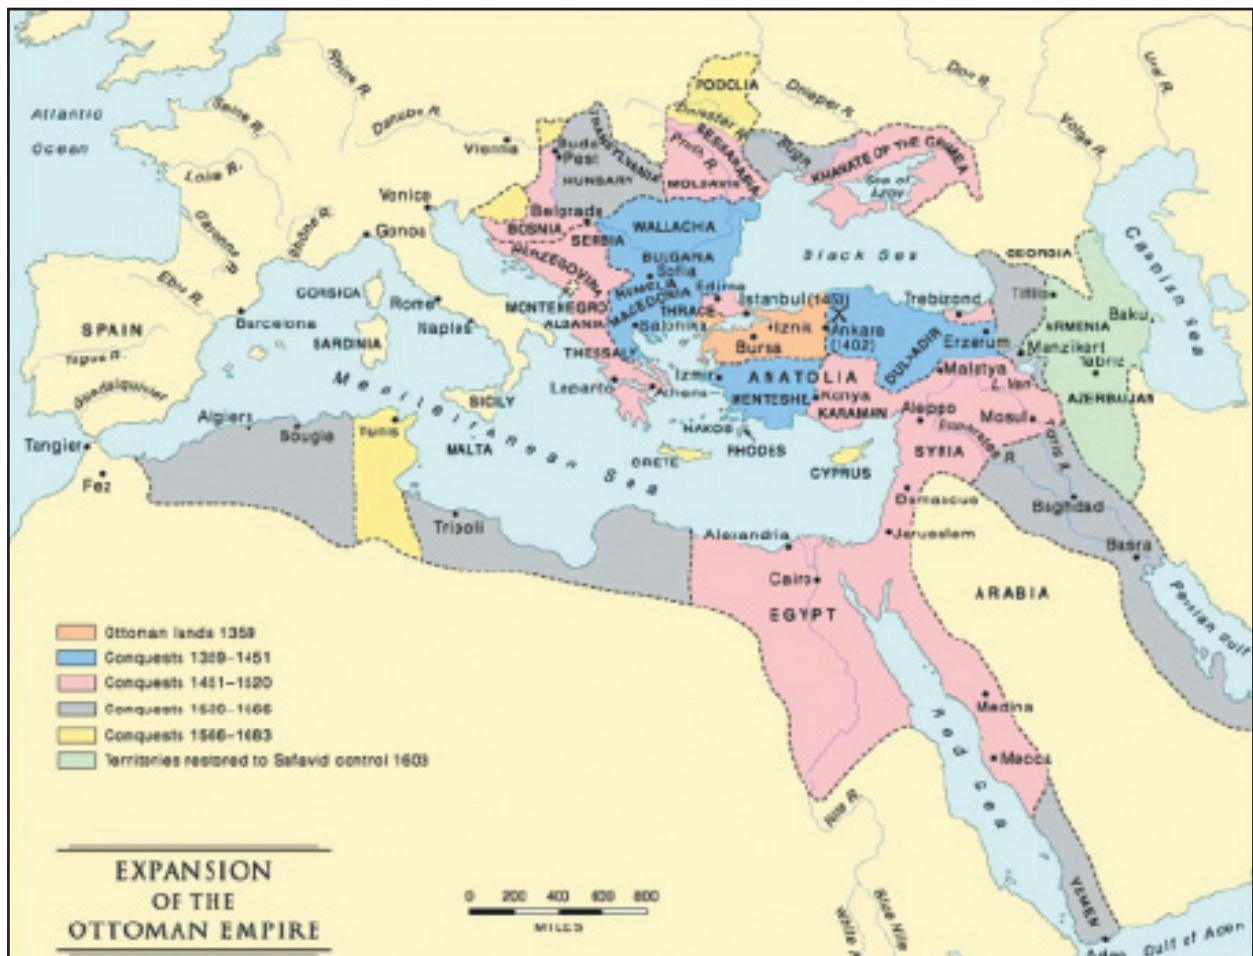 Atlantic
Ocean
Rhine R.
Seine R.
Danube R.
Loire R.
Garonne R.
Rhône R.
Vienna
Venice
Genoa
Ebro R.
CORSICA
Rome
Naples
Barcelona
SARDINIA
SPAIN
Tagus R.
Guadalquivir
SICILY
MALTA
Mediterranean Sea
Algiers
Bougie
Tunis
Tangier
Fez
Tripoli
PODOLIA
Dniester R.
Dnieper R.
Don R.
Volga R.
Ural R.
Buda
Pest
TRANSYLVANIA
HUNGARY
Pruth R.
BESSARABIA
MOLDAVIA
KHANATE OF THE CRIMEA
Sea of
Azov
Belgrade
BOSNIA
SERBIA
HERZEGOVINA
MONTENEGRO
ALBANIA
WALLACHIA
BULGARIA
Sofia
RUMELIA
MACEDONIA
Edirne
THRACE
Salonika
THESSALY
Lepanto
Athens
Black Sea
Istanbul (1453)
Iznik
Bursa
Ankara
(1402)
Izmir
ANATOLIA
MENTESHE
Konya
KARAMAN
DULKADIR
Trebizond
Erzerum
Malatya
L. Van
GEORGIA
Tiflis
ARMENIA
Baku
Manzikert
Tabriz
AZERBAIJAN
Caspian Sea
RHODES
CRETE
CYPRUS
Aleppo
Mosul
Euphrates R.
Tigris R.
SYRIA
Damascus
Jerusalem
Baghdad
Basra
Persian Gulf
Alexandria
Cairo
EGYPT
ARABIA
Red Sea
Medina
Mecca
Nile R.
White
Blue Nile
YEMEN
Aden
Gulf of Aden
Ottoman lands 1359
Conquests 1359–1451
Conquests 1451–1520
Conquests 1520–1566
Conquests 1566–1683
Territories restored to Safavid control 1603
EXPANSION
OF THE
OTTOMAN EMPIRE
0 200 400 600 800
MILES